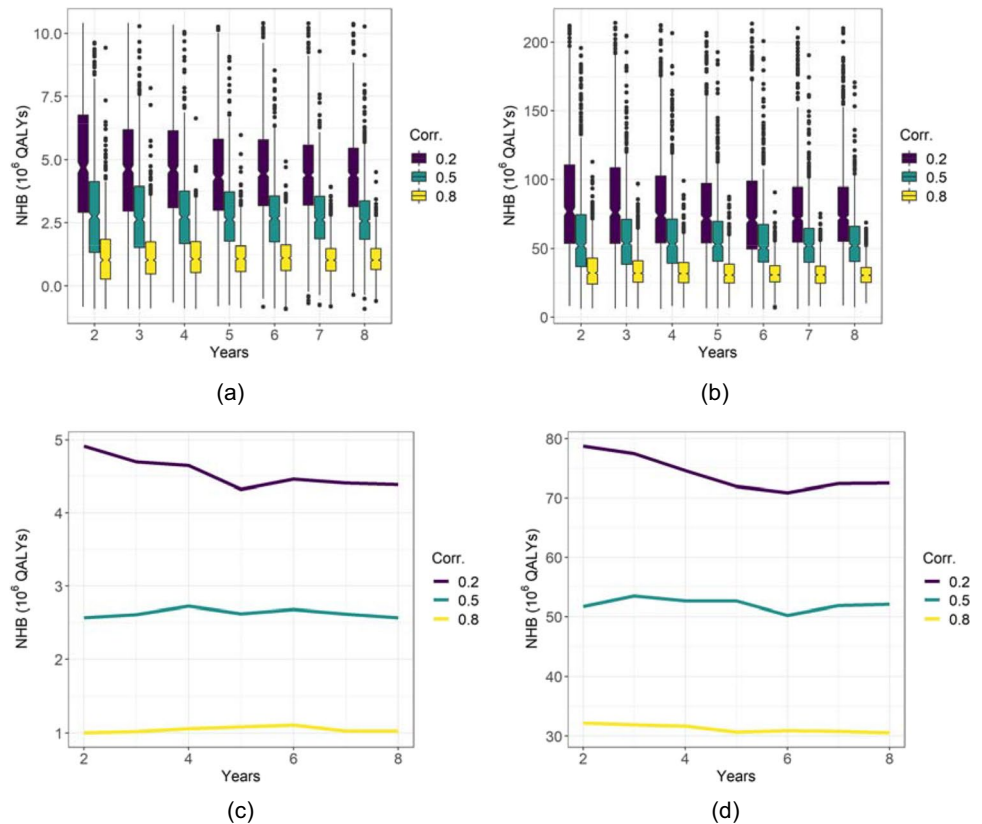 NHB (10⁶ QALYs)
10.0
7.5
5.0
2.5
0.0
2 3 4 5 6 7 8
Years
Corr.
0.2
0.5
0.8
(a)
NHB (10⁶ QALYs)
200
150
100
50
0
2 3 4 5 6 7 8
Years
Corr.
0.2
0.5
0.8
(b)
NHB (10⁶ QALYs)
5
4
3
2
1
2 4 6 8
Years
Corr.
0.2
0.5
0.8
(c)
NHB (10⁶ QALYs)
80
70
60
50
40
30
2 4 6 8
Years
Corr.
0.2
0.5
0.8
(d)